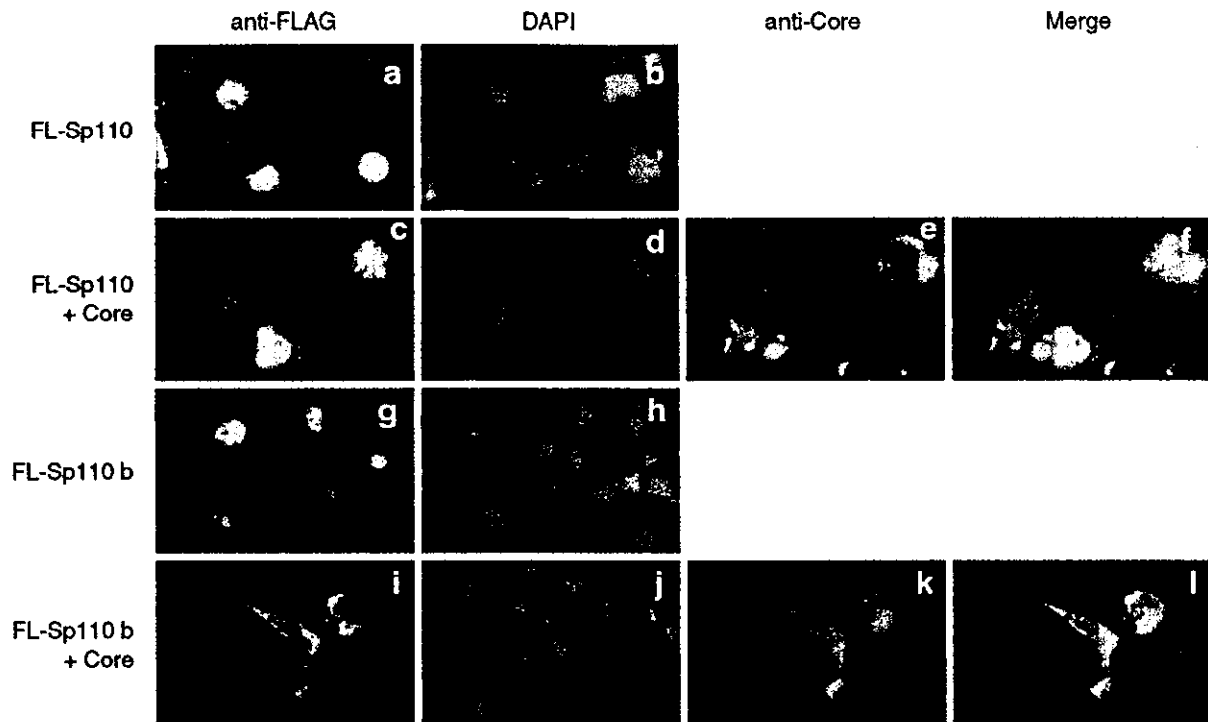 anti-FLAG DAPI anti-Core Merge
FL-Sp110
a b
FL-Sp110
+ Core
c d e f
FL-Sp110 b
g h
FL-Sp110 b
+ Core
i j k l